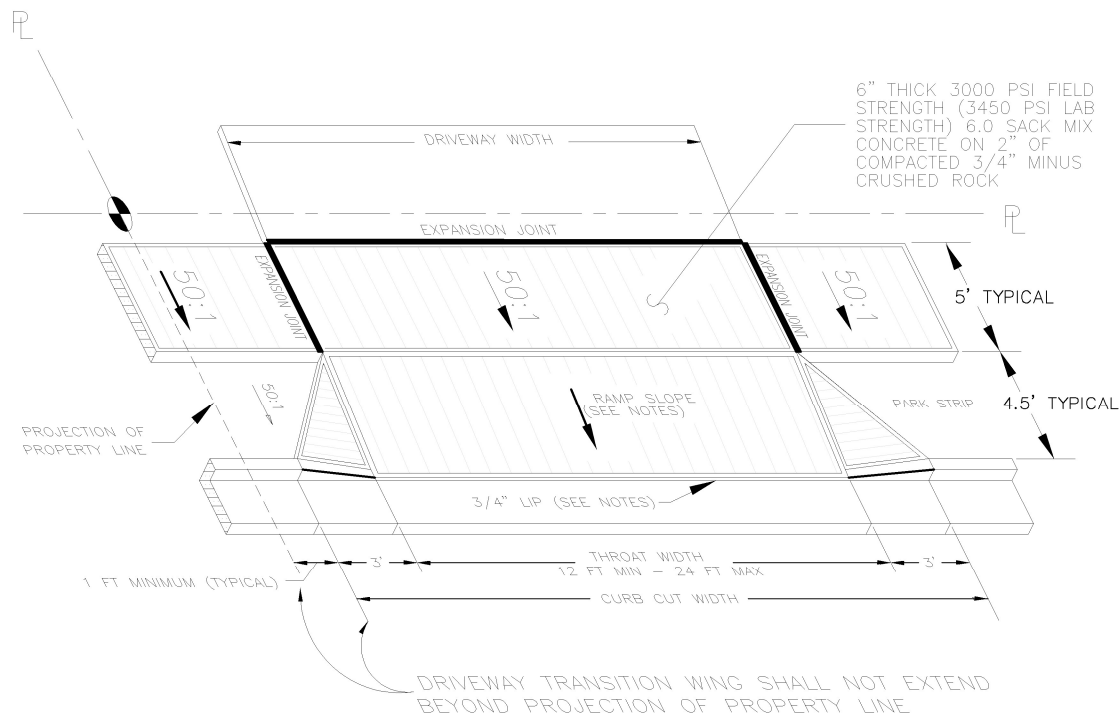 PL
6" THICK 3000 PSI FIELD
STRENGTH (3450 PSI LAB
STRENGTH) 6.0 SACK MIX
CONCRETE ON 2" OF
COMPACTED 3/4" MINUS
CRUSHED ROCK
DRIVEWAY WIDTH
PL
EXPANSION JOINT
50:1
EXPANSION JOINT
50:1
S
EXPANSION JOINT
50:1
5' TYPICAL
50:1
RAMP SLOPE
(SEE NOTES)
PARK STRIP
4.5' TYPICAL
PROJECTION OF
PROPERTY LINE
3/4" LIP (SEE NOTES)
1 FT MINIMUM (TYPICAL)
3'
THROAT WIDTH
12 FT MIN – 24 FT MAX
3'
CURB CUT WIDTH
DRIVEWAY TRANSITION WING SHALL NOT EXTEND
BEYOND PROJECTION OF PROPERTY LINE